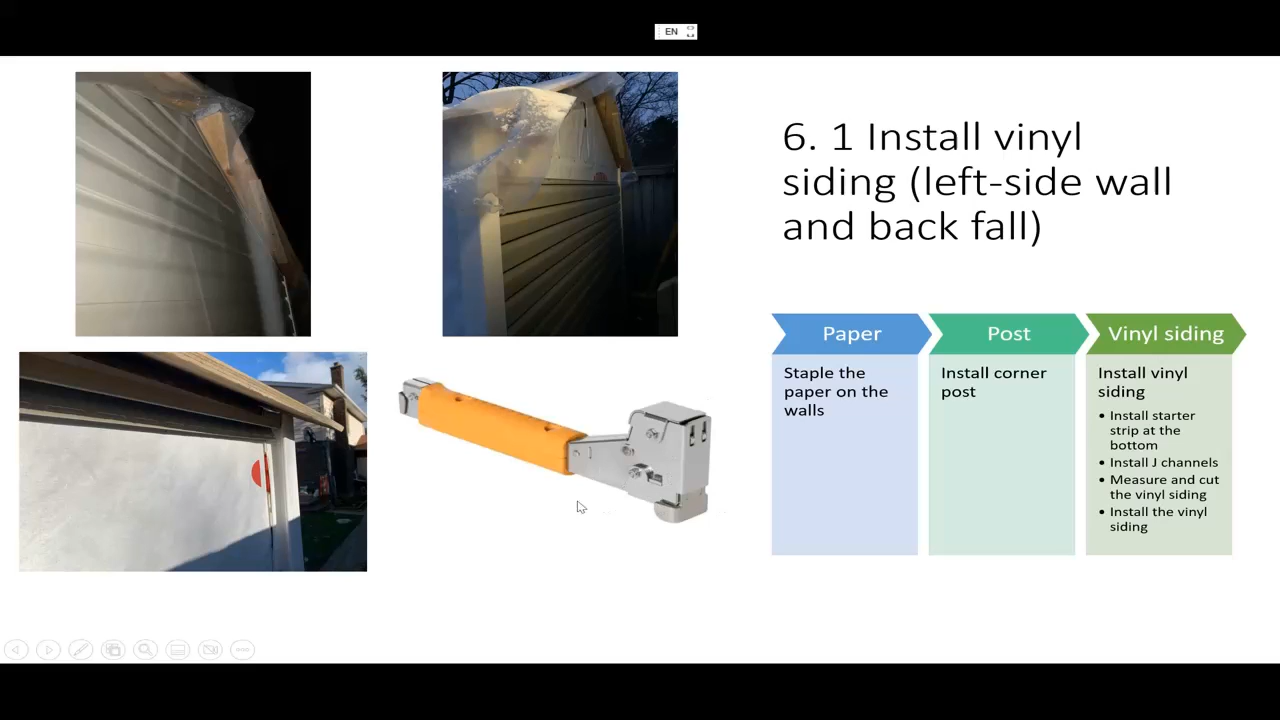 EN
6. 1 Install vinyl
siding (left-side wall
and back fall)
Paper
Staple the
paper on the
walls
Post
Install corner
post
Vinyl siding
Install vinyl
siding
• Install starter
strip at the
bottom
• Install J channels
• Measure and cut
the vinyl siding
• Install the vinyl
siding